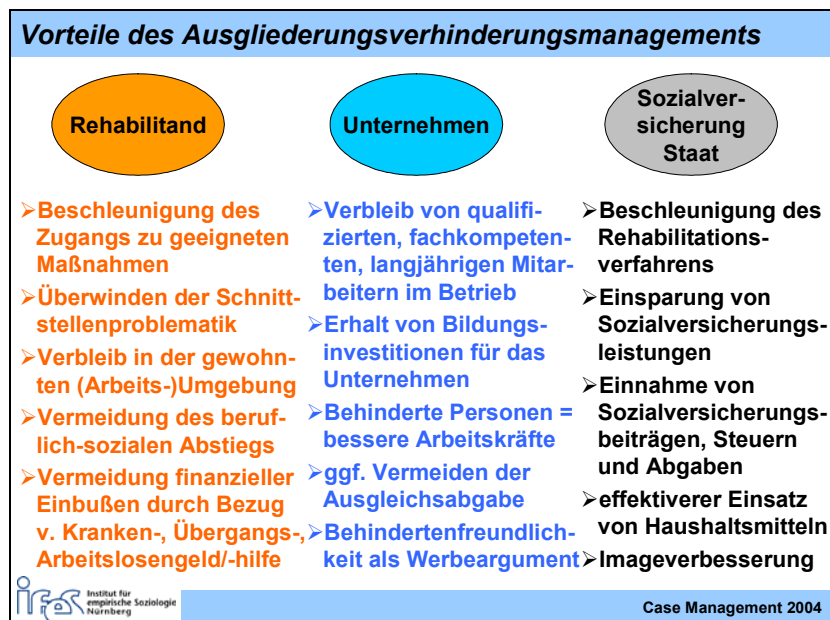 Vorteile des Ausgliederungsverhinderungsmanagements
Rehabilitand
➢Beschleunigung des
Zugangs zu geeigneten
Maßnahmen
➢Überwinden der Schnitt-
stellenproblematik
➢Verbleib in der gewohn-
ten (Arbeits-)Umgebung
➢Vermeidung des beruf-
lich-sozialen Abstiegs
➢Vermeidung finanzieller
Einbußen durch Bezug
v. Kranken-, Übergangs-,
Arbeitslosengeld/-hilfe
Unternehmen
➢Verbleib von qualifi-
zierten, fachkompeten-
ten, langjährigen Mitar-
beitern im Betrieb
➢Erhalt von Bildungs-
investitionen für das
Unternehmen
➢Behinderte Personen =
bessere Arbeitskräfte
➢ggf. Vermeiden der
Ausgleichsabgabe
➢Behindertenfreundlich-
keit als Werbeargument
Sozialver-
sicherung
Staat
➢Beschleunigung des
Rehabilitations-
verfahrens
➢Einsparung von
Sozialversicherungs-
leistungen
➢Einnahme von
Sozialversicherungs-
beiträgen, Steuern
und Abgaben
➢effektiverer Einsatz
von Haushaltsmitteln
➢Imageverbesserung
ifes
Institut für
empirische Soziologie
Nürnberg
Case Management 2004